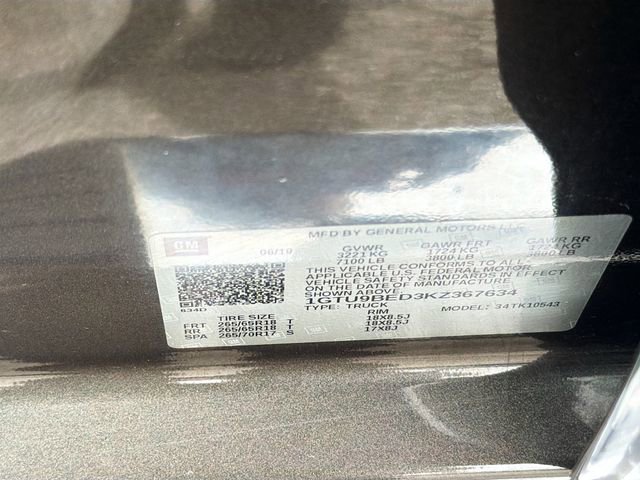 MFD BY GENERAL MOTORS
GM
06/19
GVWR GAWR FRT GAWR RR
3221 KG 1724 KG 1724 KG
7100 LB 3800 LB 3800 LB
THIS VEHICLE CONFORMS TO ALL
APPLICABLE U.S. FEDERAL MOTOR
VEHICLE SAFETY STANDARDS IN EFFECT
ON THE DATE OF MANUFACTURE
SHOWN ABOVE.
634D
1GTU9BED3KZ367634
TYPE: TRUCK MODEL: 34TK10543
TIRE SIZE RIM
FRT 265/65R18 T 18X8.5J
RR 265/65R18 T 18X8.5J
SPA 265/70R17 S 17X8J